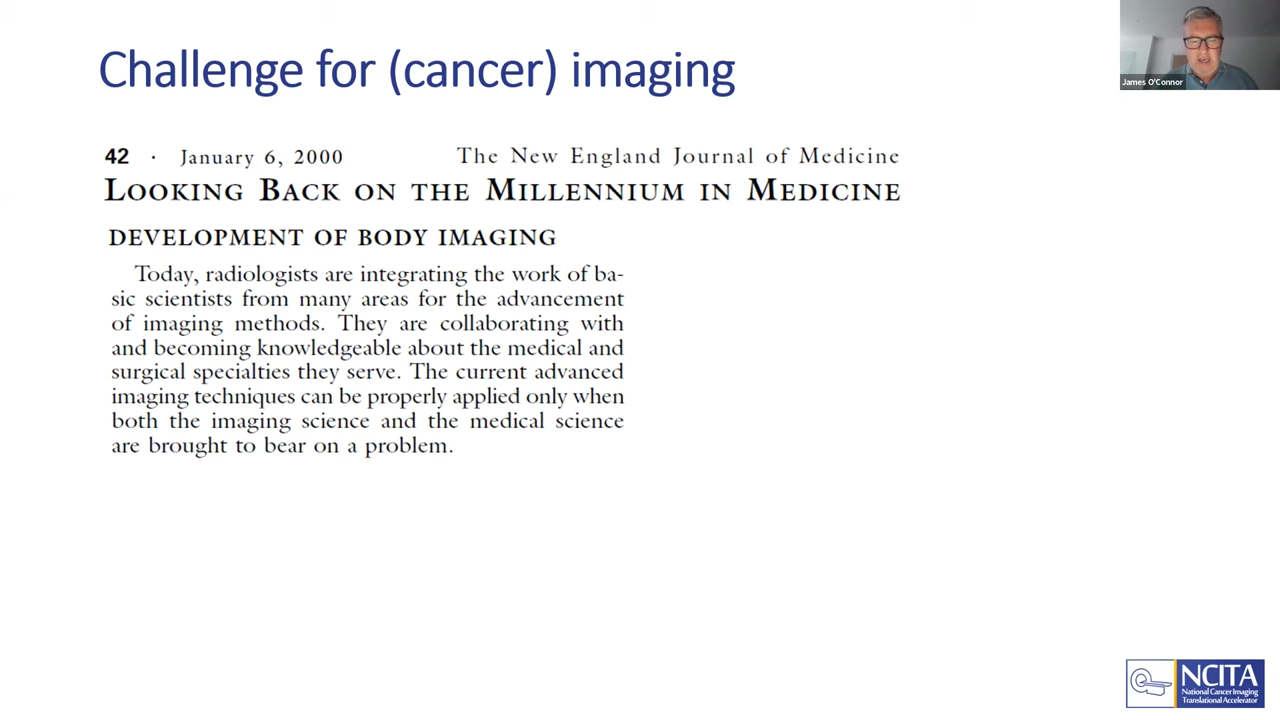 Challenge for (cancer) imaging
James O'Connor
42 · January 6, 2000 The New England Journal of Medicine
LOOKING BACK ON THE MILLENNIUM IN MEDICINE
DEVELOPMENT OF BODY IMAGING
Today, radiologists are integrating the work of ba-
sic scientists from many areas for the advancement
of imaging methods. They are collaborating with
and becoming knowledgeable about the medical and
surgical specialties they serve. The current advanced
imaging techniques can be properly applied only when
both the imaging science and the medical science
are brought to bear on a problem.
NCITA
National Cancer Imaging
Translational Accelerator